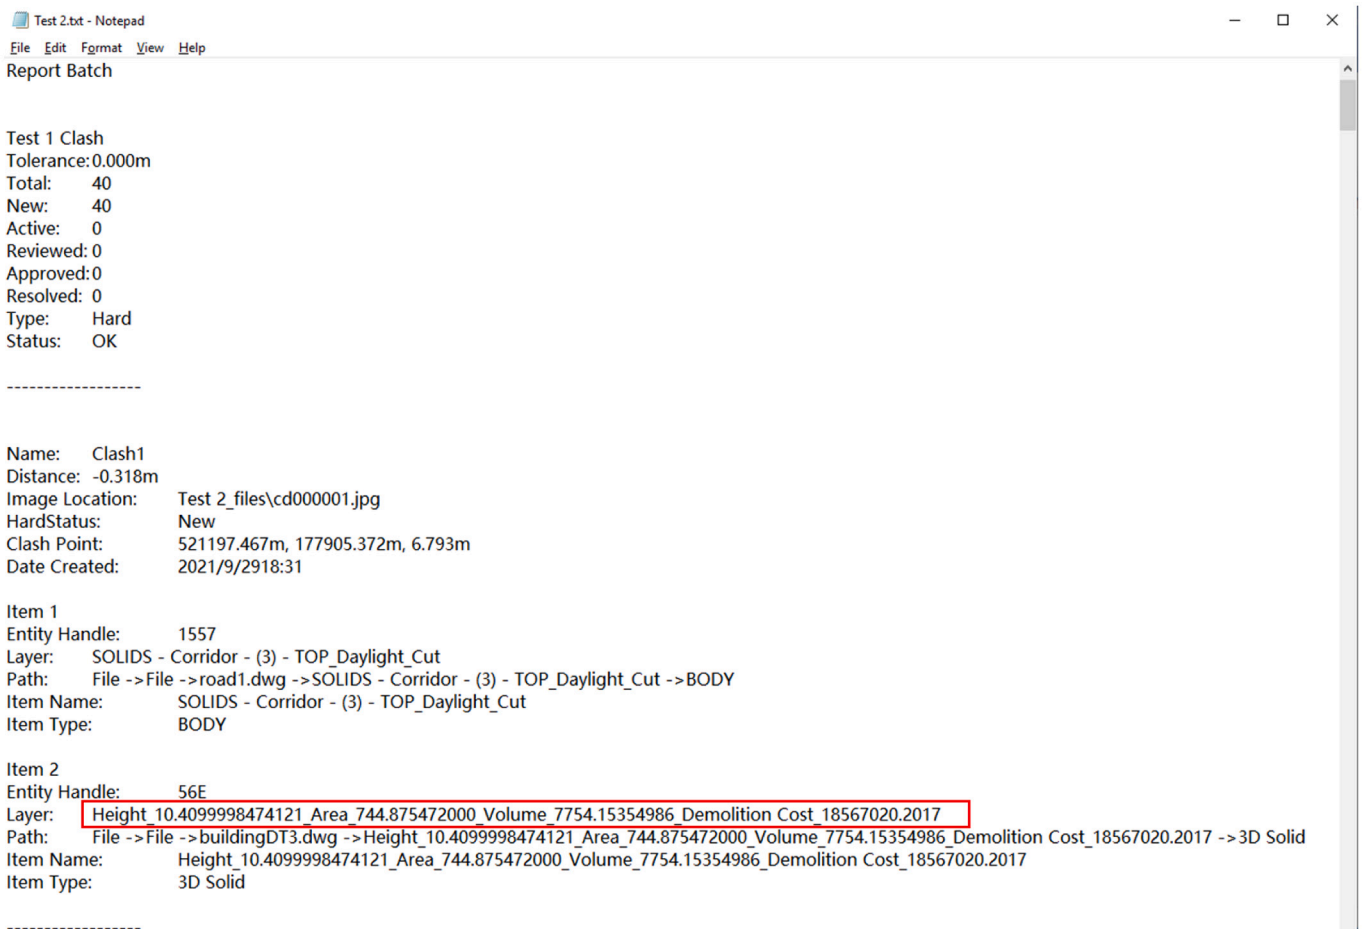 Test 2.txt - Notepad
File Edit Format View Help
Report Batch
Test 1 Clash
Tolerance:0.000m
Total: 40
New: 40
Active: 0
Reviewed: 0
Approved:0
Resolved: 0
Type: Hard
Status: OK
------------------
Name: Clash1
Distance: -0.318m
Image Location: Test 2_files\cd000001.jpg
HardStatus: New
Clash Point: 521197.467m, 177905.372m, 6.793m
Date Created: 2021/9/2918:31
Item 1
Entity Handle: 1557
Layer: SOLIDS - Corridor - (3) - TOP_Daylight_Cut
Path: File ->File ->road1.dwg ->SOLIDS - Corridor - (3) - TOP_Daylight_Cut ->BODY
Item Name: SOLIDS - Corridor - (3) - TOP_Daylight_Cut
Item Type: BODY
Item 2
Entity Handle: 56E
Layer: Height_10.4099998474121_Area_744.875472000_Volume_7754.15354986_Demolition Cost_18567020.2017
Path: File ->File ->buildingDT3.dwg ->Height_10.4099998474121_Area_744.875472000_Volume_7754.15354986_Demolition Cost_18567020.2017 ->3D Solid
Item Name: Height_10.4099998474121_Area_744.875472000_Volume_7754.15354986_Demolition Cost_18567020.2017
Item Type: 3D Solid
------------------